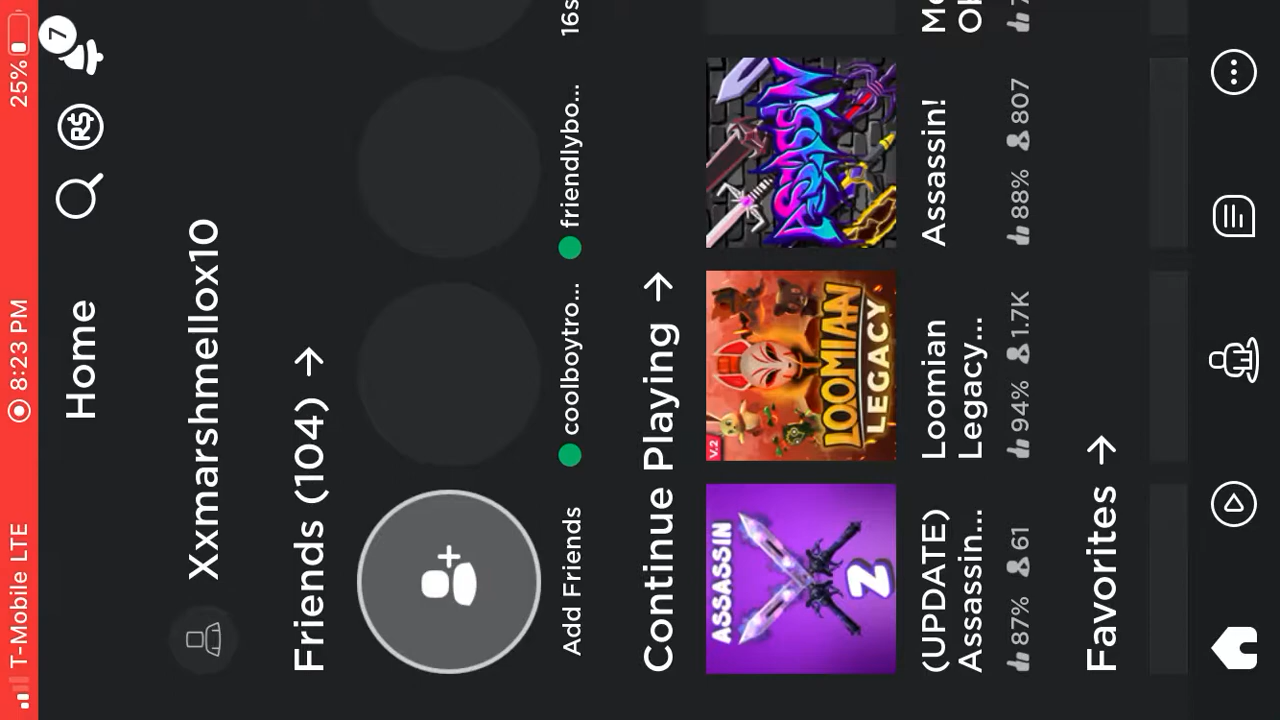 T-Mobile LTE 8:23 PM 25%
Home
7
Xxmarshmellox10
Friends (104) →
Add Friends
coolboytro...
friendlybo...
16s
Continue Playing →
ASSASSIN
Z
V.2
LOOMIAN
LEGACY
ASSASSIN
(UPDATE)
Assassin...
87% 61
Loomian
Legacy...
94% 1.7K
Assassin!
88% 807
Favorites →